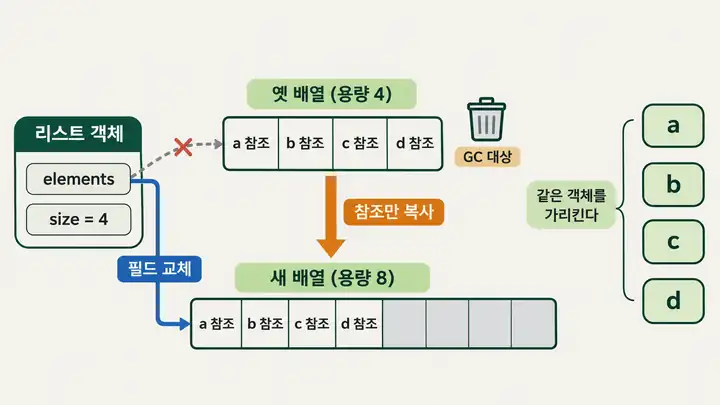 옛 배열 (용량 4)
리스트 객체
elements
size = 4
a 참조
b 참조
c 참조
d 참조
GC 대상
참조만 복사
필드 교체
새 배열 (용량 8)
a 참조
b 참조
c 참조
d 참조
같은 객체를
가리킨다
a
b
c
d